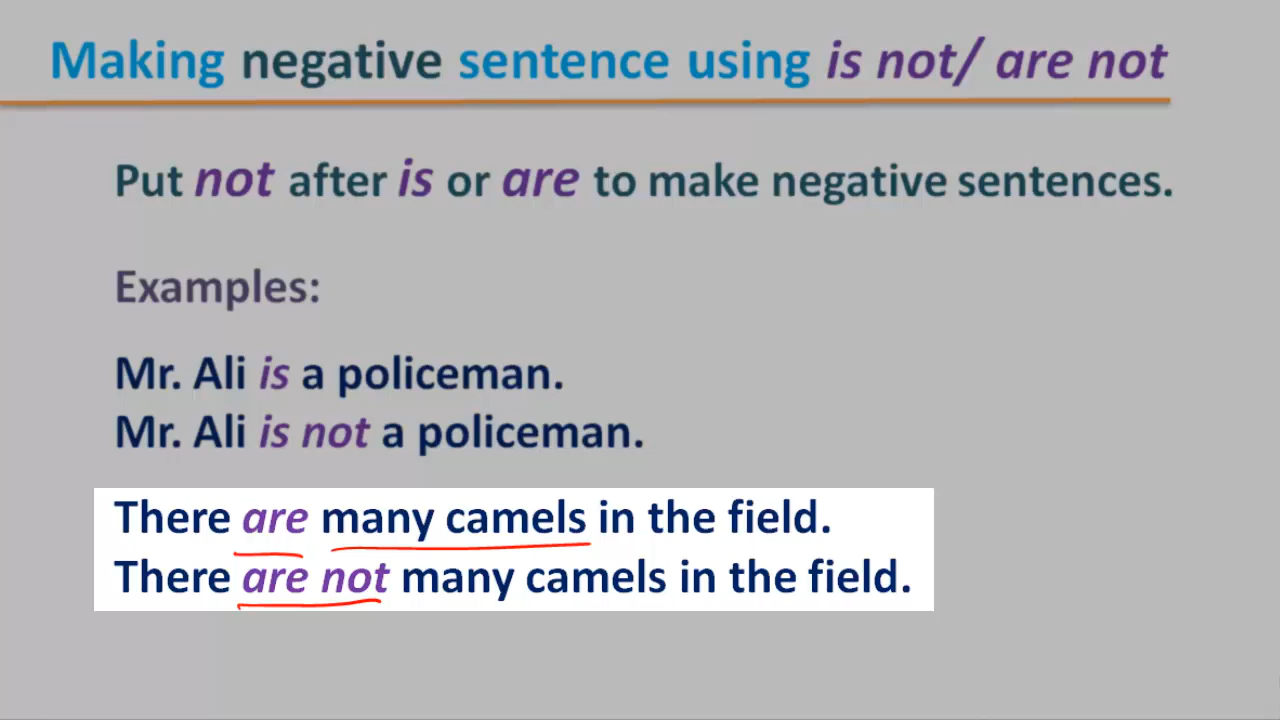 Making negative sentence using is not/ are not
Put not after is or are to make negative sentences.
Examples:
Mr. Ali is a policeman.
Mr. Ali is not a policeman.
There are many camels in the field.
There are not many camels in the field.